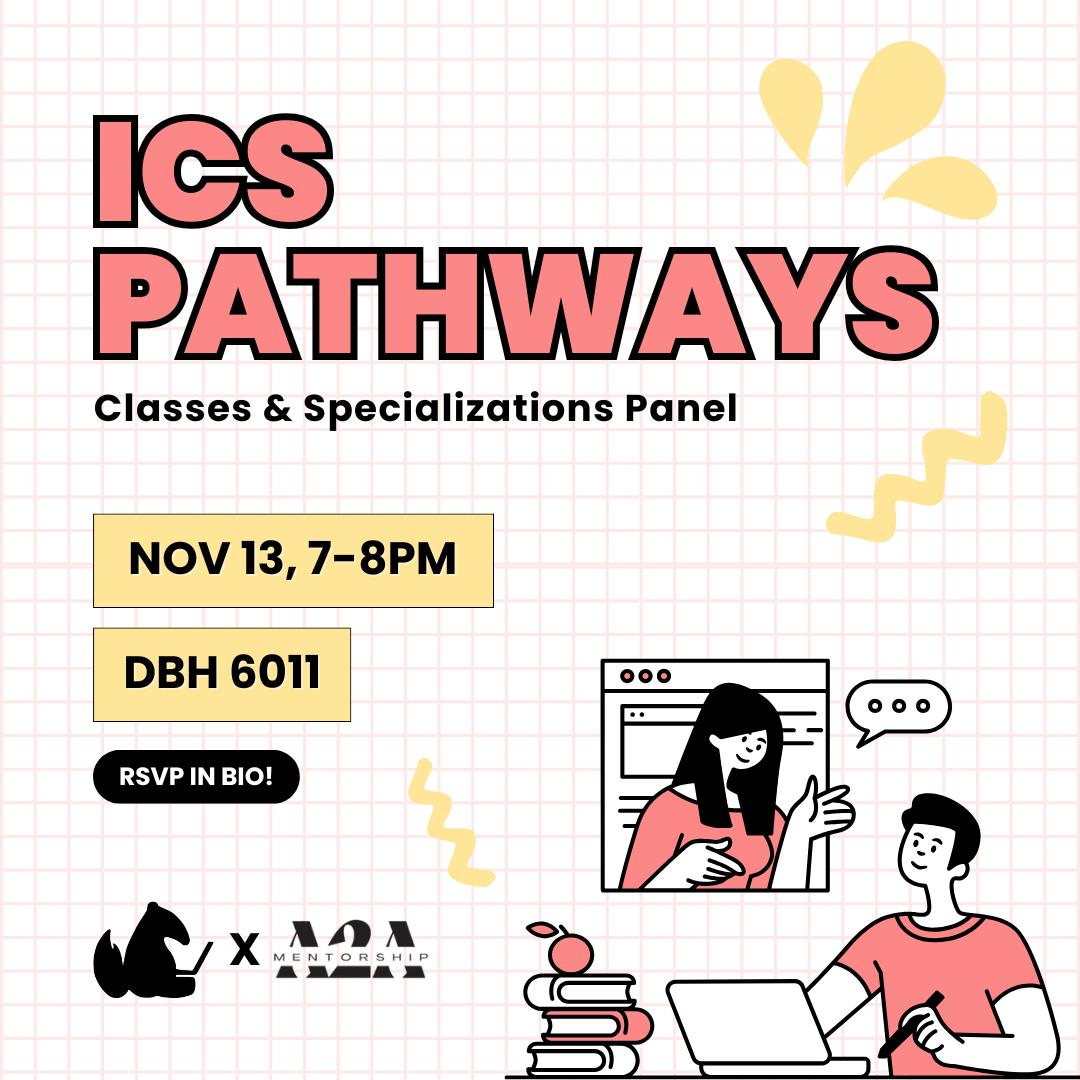 ICS
PATHWAYS
Classes & Specializations Panel
NOV 13, 7-8PM
DBH 6011
RSVP IN BIO!
X
A2A
MENTORSHIP